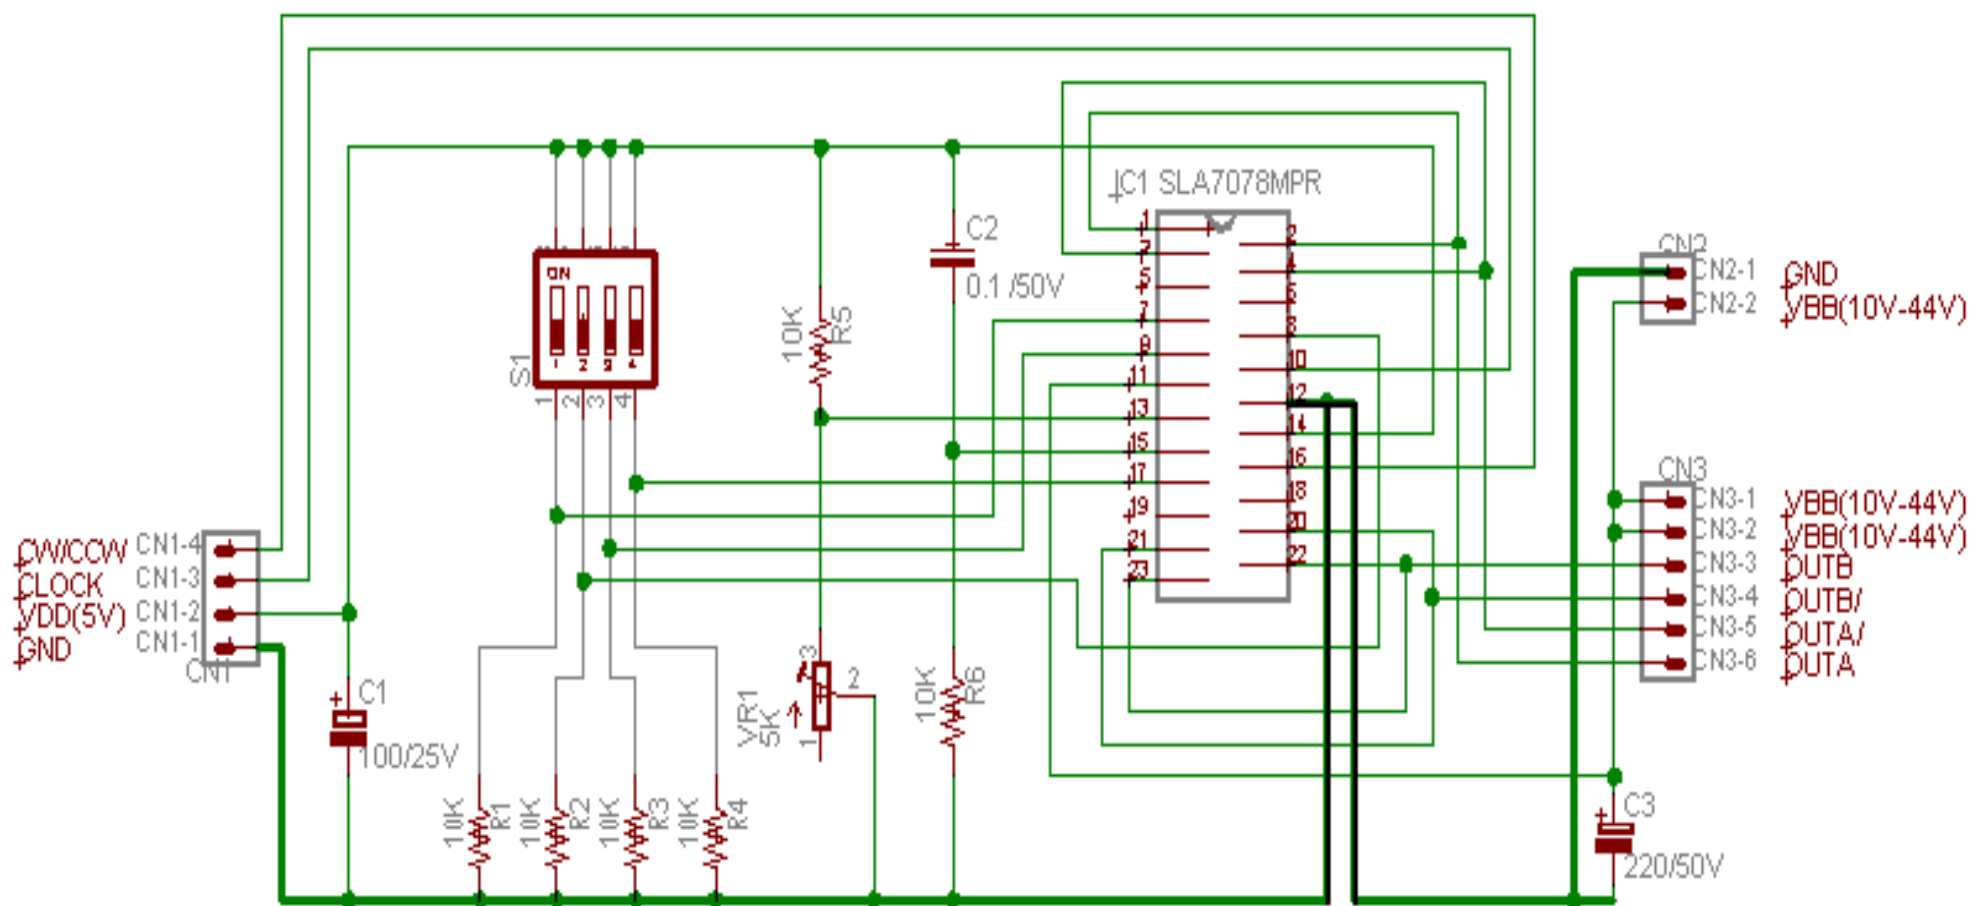 IC1 SLA7078MPR
C2
0.1 /50V
10K
R5
ON
1 2 3 4
S1
1 2 3 4
1
5
7
9
11
13
15
17
19
21
23
2
4
8
10
12
14
16
18
20
22
CN2
CN2-1 GND
CN2-2 VBB(10V-44V)
CN3
CN3-1 VBB(10V-44V)
CN3-2 VBB(10V-44V)
CN3-3 OUTB
CN3-4 OUTB/
CN3-5 OUTA/
CN3-6 OUTA
CW/CCW CN1-4
CLOCK CN1-3
VDD(5V) CN1-2
GND CN1-1
CN1
+ C1
100/25V
VR1
5K
3
2
1
10K
R6
10K R1
10K R2
10K R3
10K R4
+ C3
220/50V